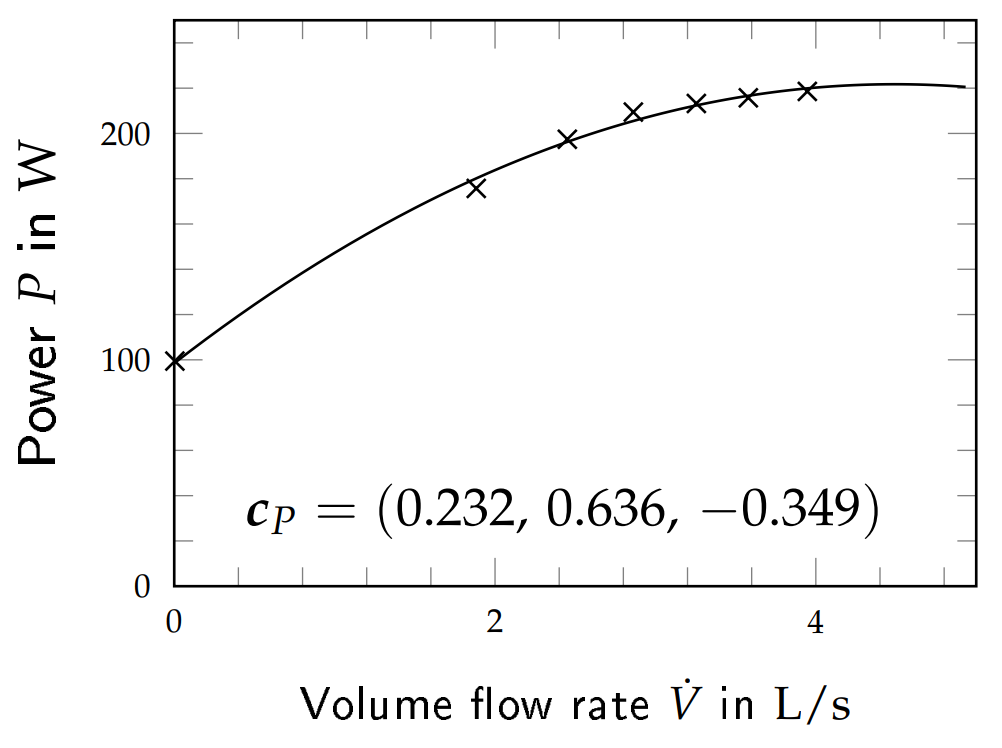 Power P in W
200
100
0
c_P = (0.232, 0.636, −0.349)
0 2 4
Volume flow rate V̇ in L/s